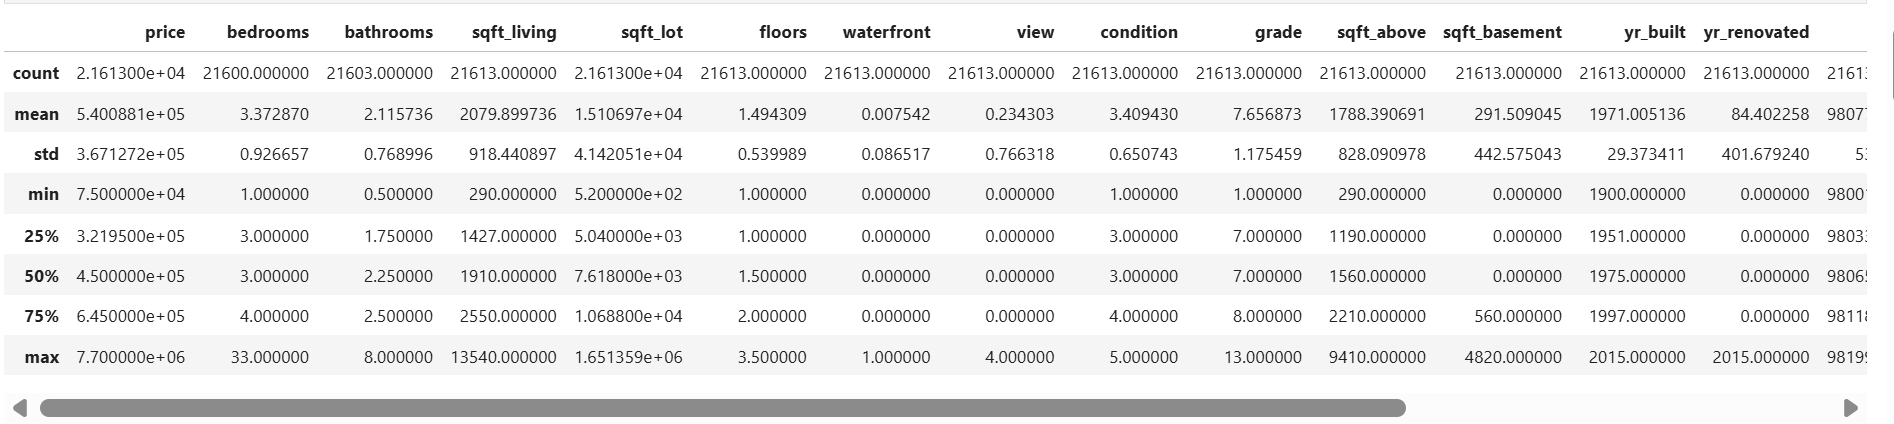 price bedrooms bathrooms sqft_living sqft_lot floors waterfront view condition grade sqft_above sqft_basement yr_built yr_renovated
count 2.161300e+04 21600.000000 21603.000000 21613.000000 2.161300e+04 21613.000000 21613.000000 21613.000000 21613.000000 21613.000000 21613.000000 21613.000000 21613.000000 21613.000000 21613
mean 5.400881e+05 3.372870 2.115736 2079.899736 1.510697e+04 1.494309 0.007542 0.234303 3.409430 7.656873 1788.390691 291.509045 1971.005136 84.402258 9807
std 3.671272e+05 0.926657 0.768996 918.440897 4.142051e+04 0.539989 0.086517 0.766318 0.650743 1.175459 828.090978 442.575043 29.373411 401.679240 5
min 7.500000e+04 1.000000 0.500000 290.000000 5.200000e+02 1.000000 0.000000 0.000000 1.000000 1.000000 290.000000 0.000000 1900.000000 0.000000 9800
25% 3.219500e+05 3.000000 1.750000 1427.000000 5.040000e+03 1.000000 0.000000 0.000000 3.000000 7.000000 1190.000000 0.000000 1951.000000 0.000000 9803
50% 4.500000e+05 3.000000 2.250000 1910.000000 7.618000e+03 1.500000 0.000000 0.000000 3.000000 7.000000 1560.000000 0.000000 1975.000000 0.000000 9806
75% 6.450000e+05 4.000000 2.500000 2550.000000 1.068800e+04 2.000000 0.000000 0.000000 4.000000 8.000000 2210.000000 560.000000 1997.000000 0.000000 9811
max 7.700000e+06 33.000000 8.000000 13540.000000 1.651359e+06 3.500000 1.000000 4.000000 5.000000 13.000000 9410.000000 4820.000000 2015.000000 2015.000000 9819